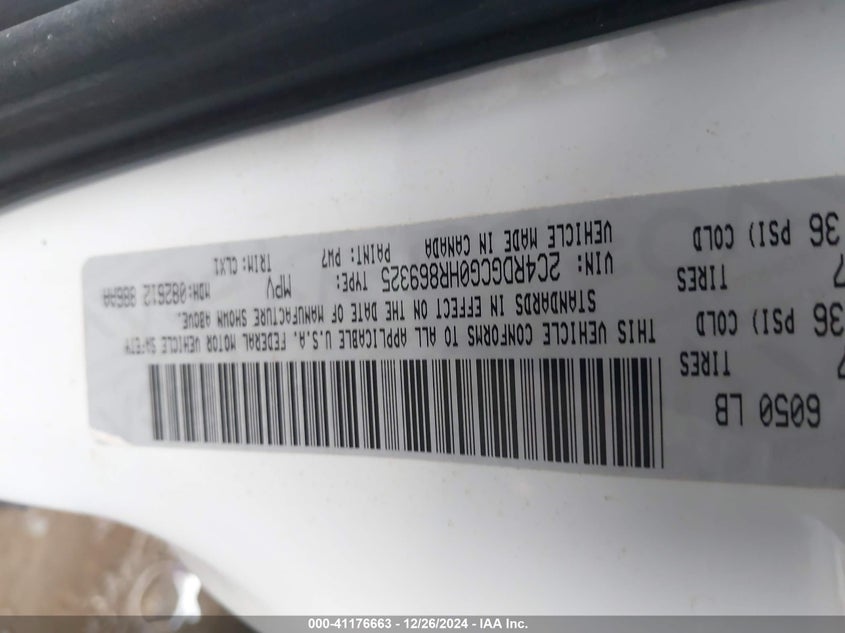 6050 LB
TIRES
36 PSI) COLD
TIRES
36 PSI) COLD
THIS VEHICLE CONFORMS TO ALL APPLICABLE U.S.A. FEDERAL MOTOR VEHICLE SAFETY
STANDARDS IN EFFECT ON THE DATE OF MANUFACTURE SHOWN ABOVE.
VIN: 2C4RDGCG0HR869325 TYPE: MPV MDH:082612
VEHICLE MADE IN CANADA PAINT: PW7 TRIM: CLX1
000-41176663 - 12/26/2024 - IAA Inc.